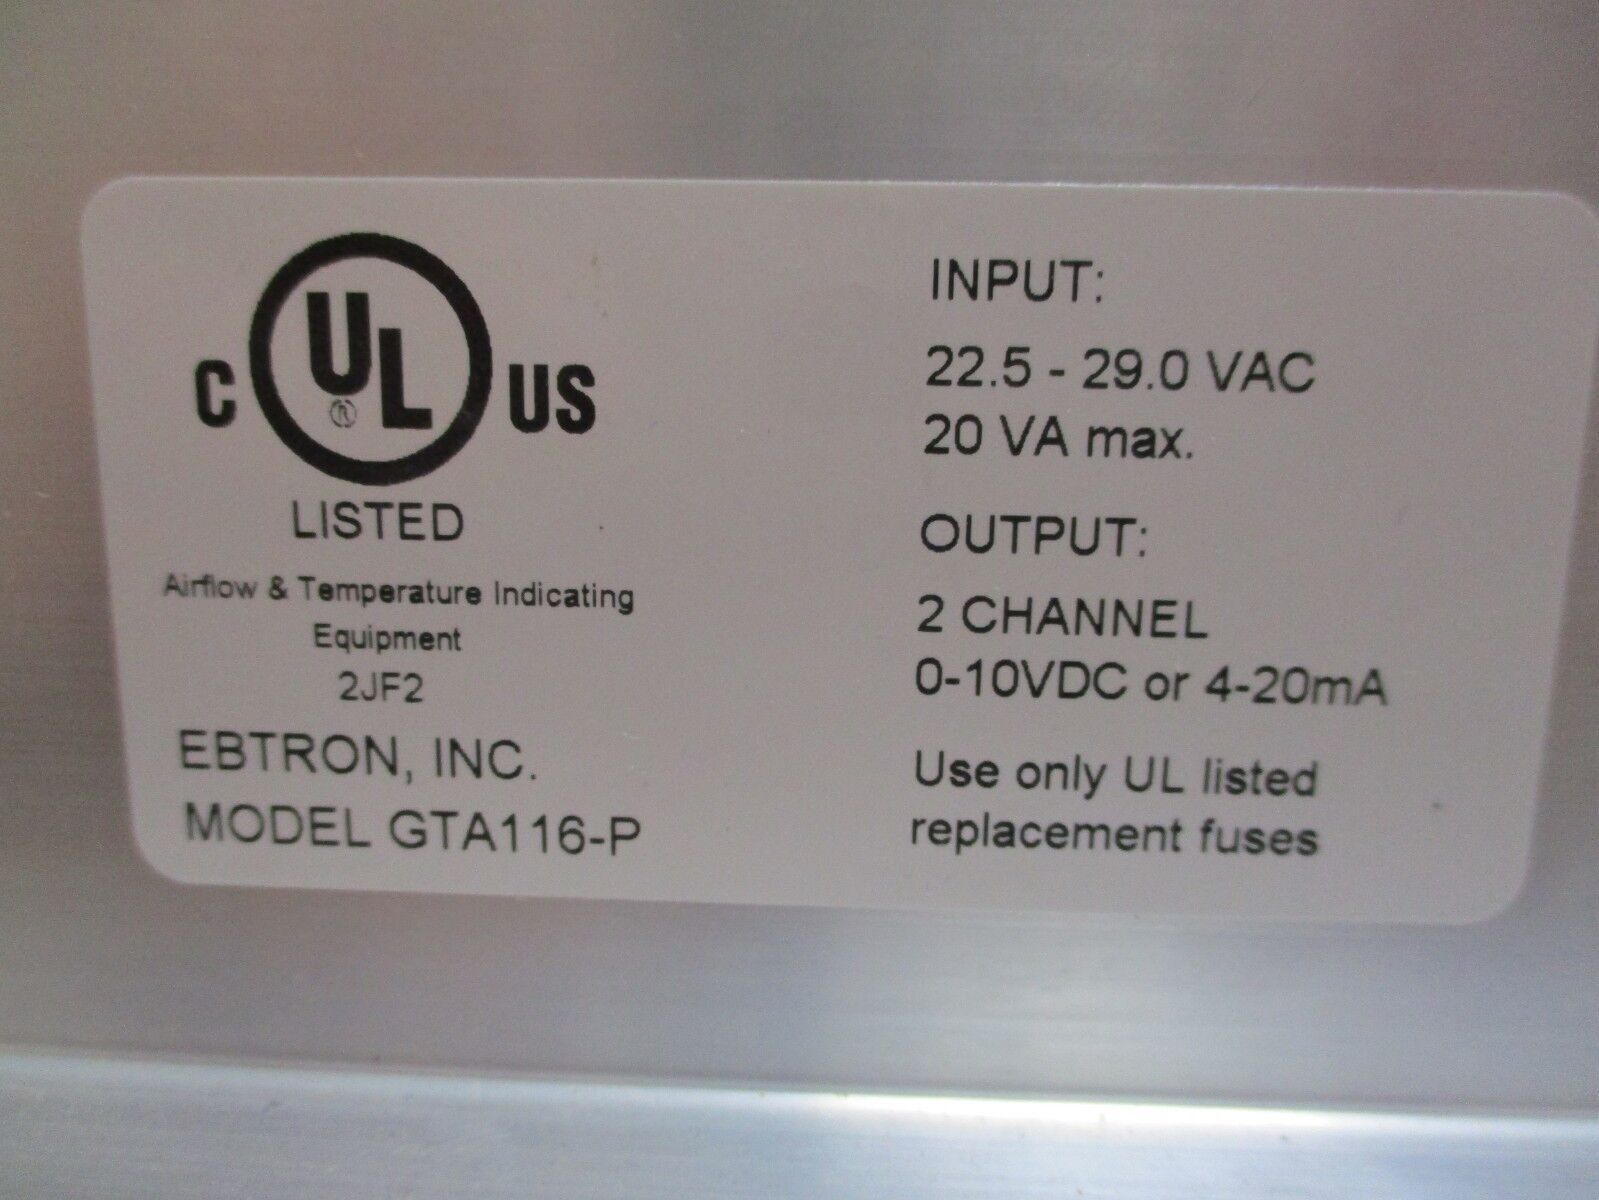 C UL® US
LISTED
Airflow & Temperature Indicating
Equipment
2JF2
EBTRON, INC.
MODEL GTA116-P
INPUT:
22.5 - 29.0 VAC
20 VA max.
OUTPUT:
2 CHANNEL
0-10VDC or 4-20mA
Use only UL listed
replacement fuses